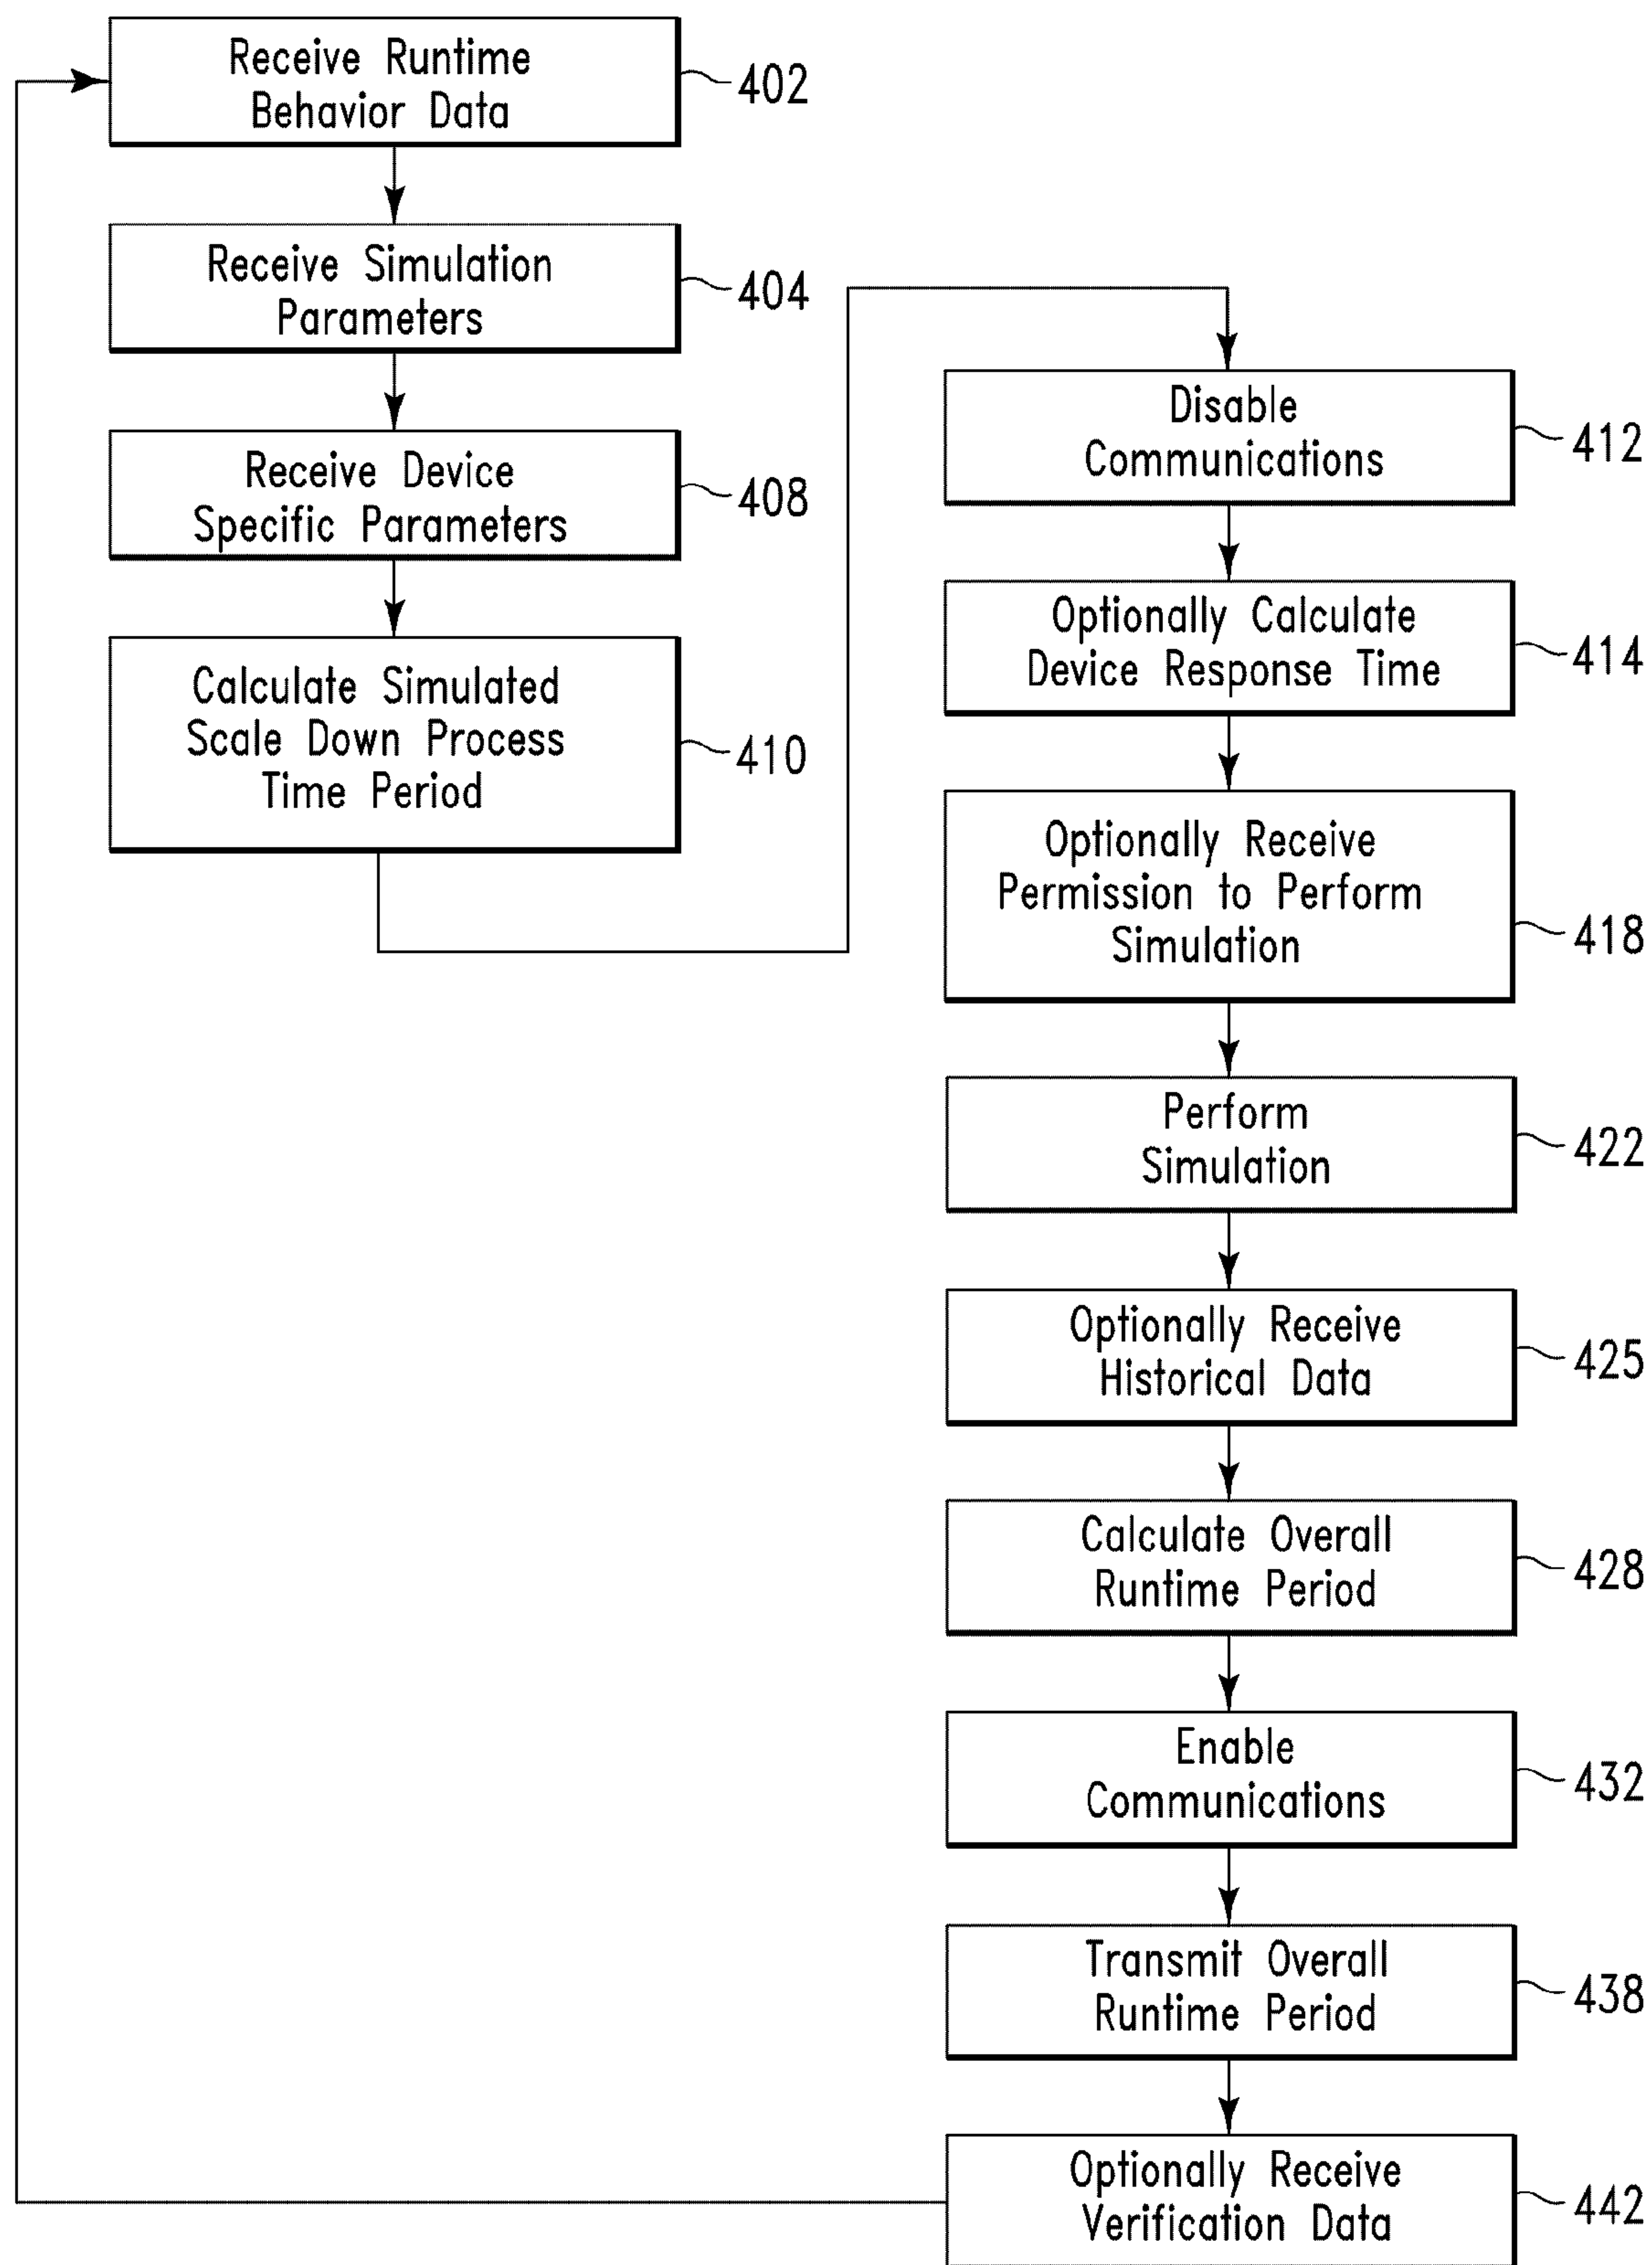 Receive Runtime
Behavior Data
402
Receive Simulation
Parameters
404
Receive Device
Specific Parameters
408
Calculate Simulated
Scale Down Process
Time Period
410
Disable
Communications
412
Optionally Calculate
Device Response Time
414
Optionally Receive
Permission to Perform
Simulation
418
Perform
Simulation
422
Optionally Receive
Historical Data
425
Calculate Overall
Runtime Period
428
Enable
Communications
432
Transmit Overall
Runtime Period
438
Optionally Receive
Verification Data
442